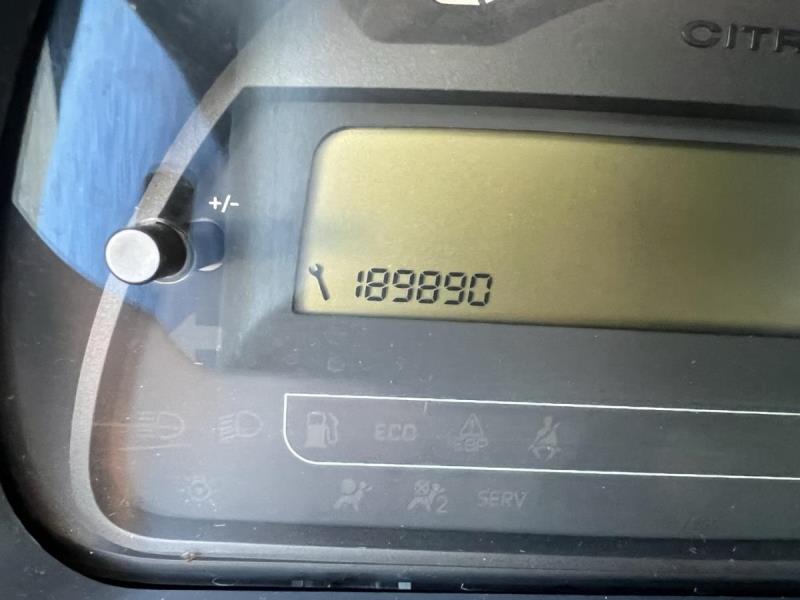 CITR
+/-
189890
ECO
ESP
2
SERV